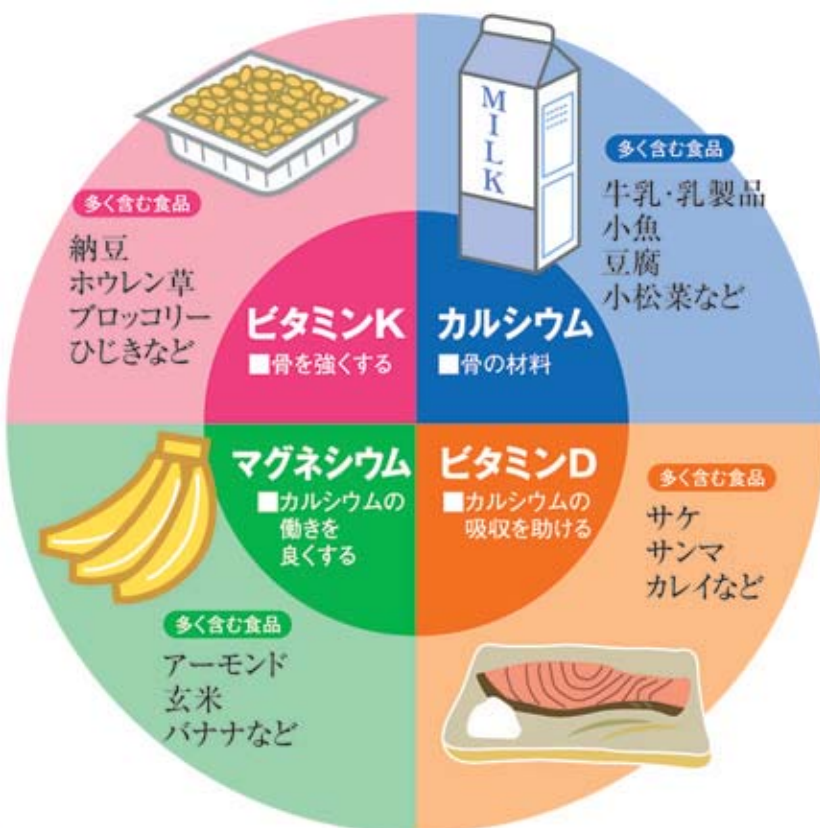 多く含む食品
納豆
ホウレン草
ブロッコリー
ひじきなど
ビタミンK
■骨を強くする
MILK
多く含む食品
牛乳・乳製品
小魚
豆腐
小松菜など
カルシウム
■骨の材料
マグネシウム
■カルシウムの
働きを
良くする
多く含む食品
アーモンド
玄米
バナナなど
ビタミンD
■カルシウムの
吸収を助ける
多く含む食品
サケ
サンマ
カレイなど